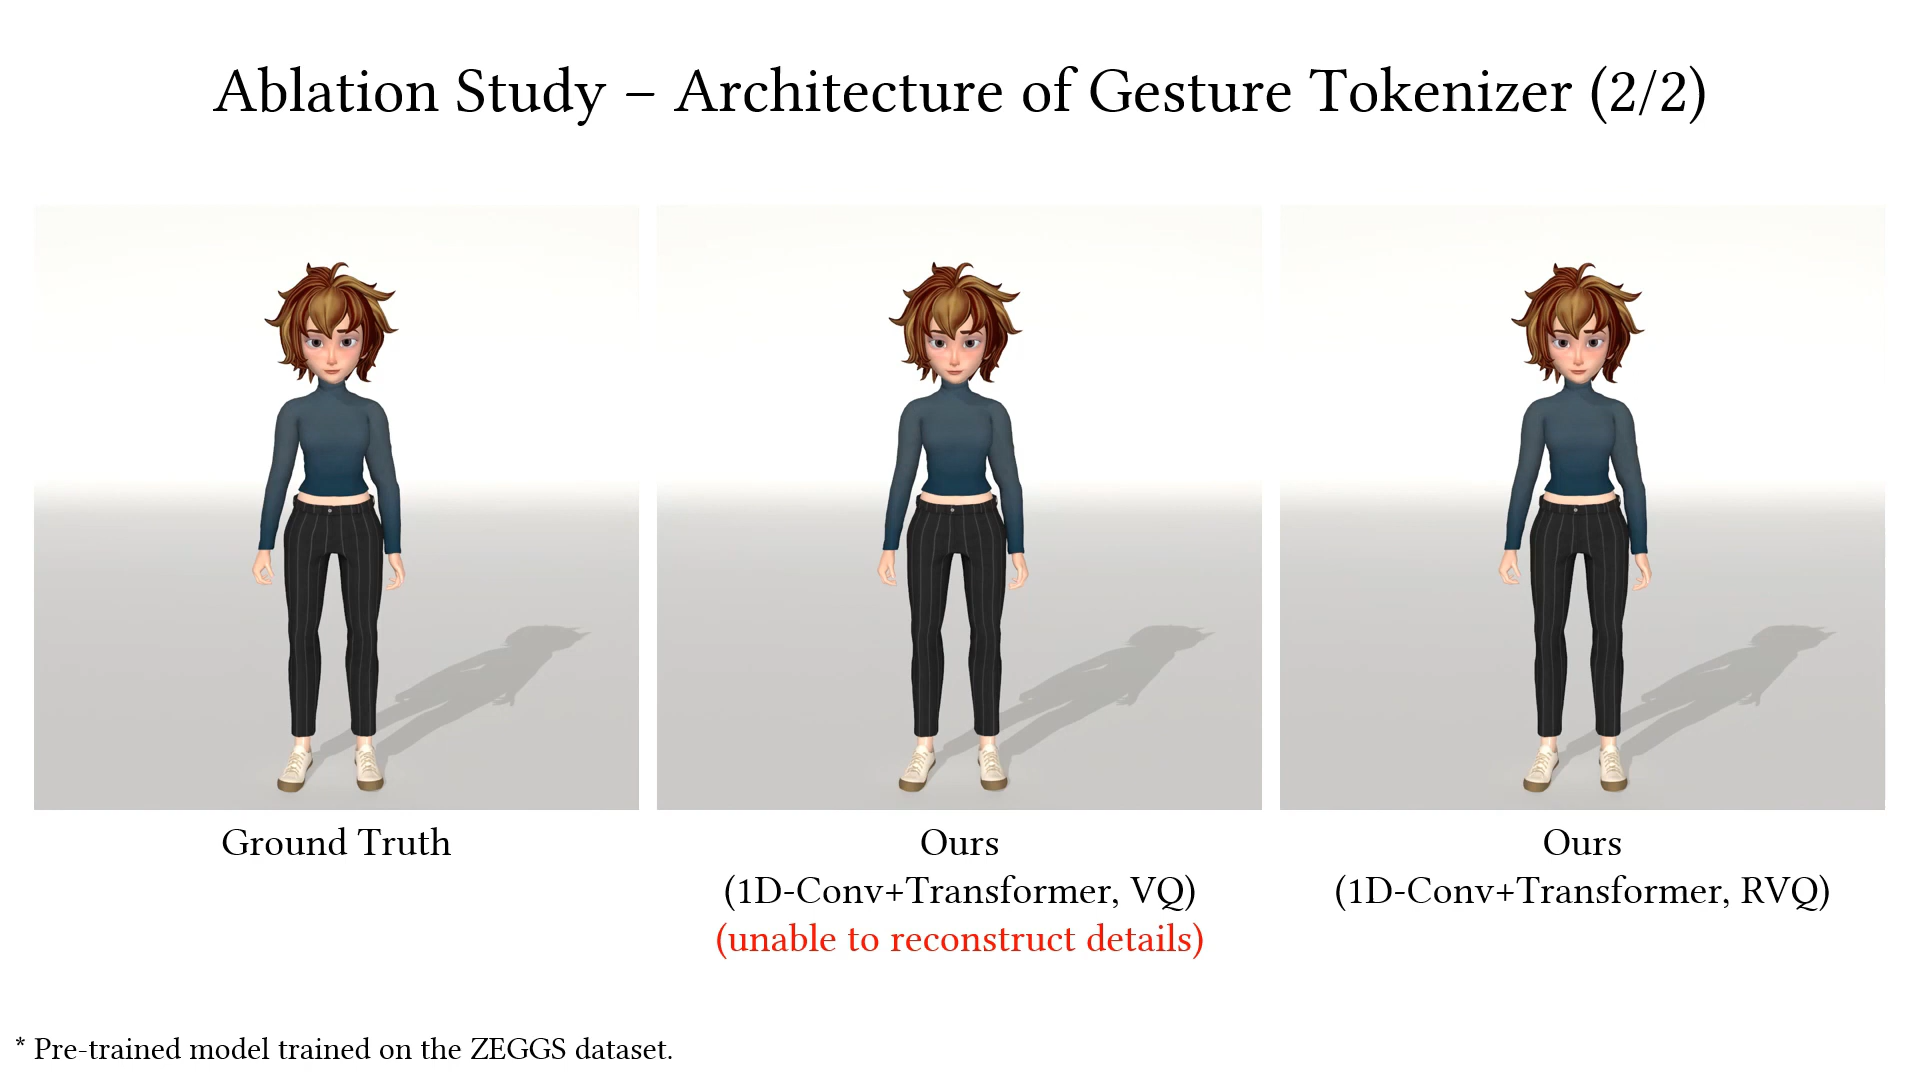 Ablation Study – Architecture of Gesture Tokenizer (2/2)
Ground Truth
Ours
(1D-Conv+Transformer, VQ)
(unable to reconstruct details)
Ours
(1D-Conv+Transformer, RVQ)
* Pre-trained model trained on the ZEGGS dataset.